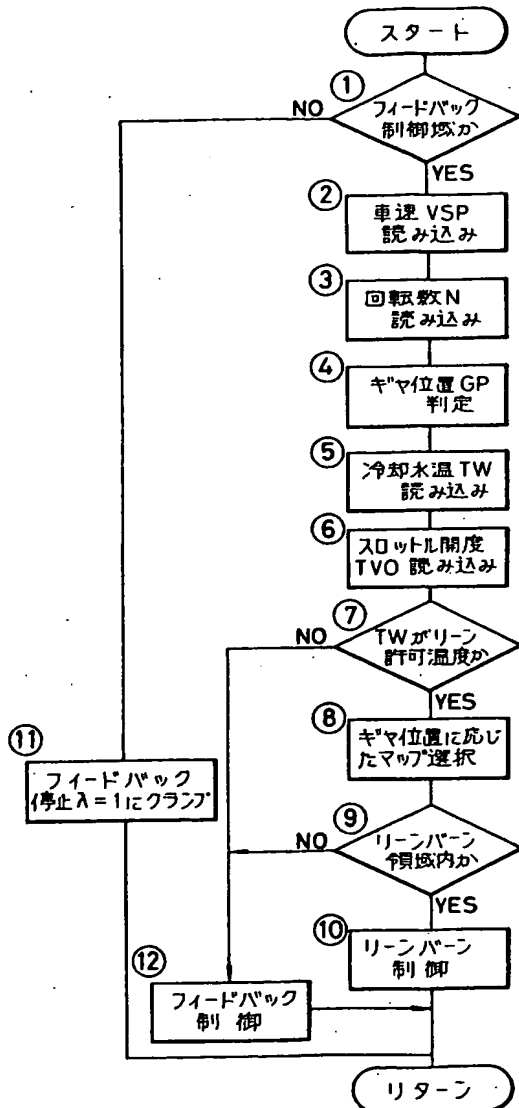 スタート
①
フィードバック
制御域か
NO
YES
②
車速 VSP
読み込み
③
回転数 N
読み込み
④
ギヤ位置 GP
判定
⑤
冷却水温 TW
読み込み
⑥
スロットル開度
TVO 読み込み
⑦
TWがリーン
許可温度か
NO
YES
⑧
ギヤ位置に応じ
たマップ選択
⑪
フィードバック
停止 λ=1にクランプ
⑨
リーンバーン
領域内か
NO
YES
⑩
リーンバーン
制御
⑫
フィードバック
制御
リターン